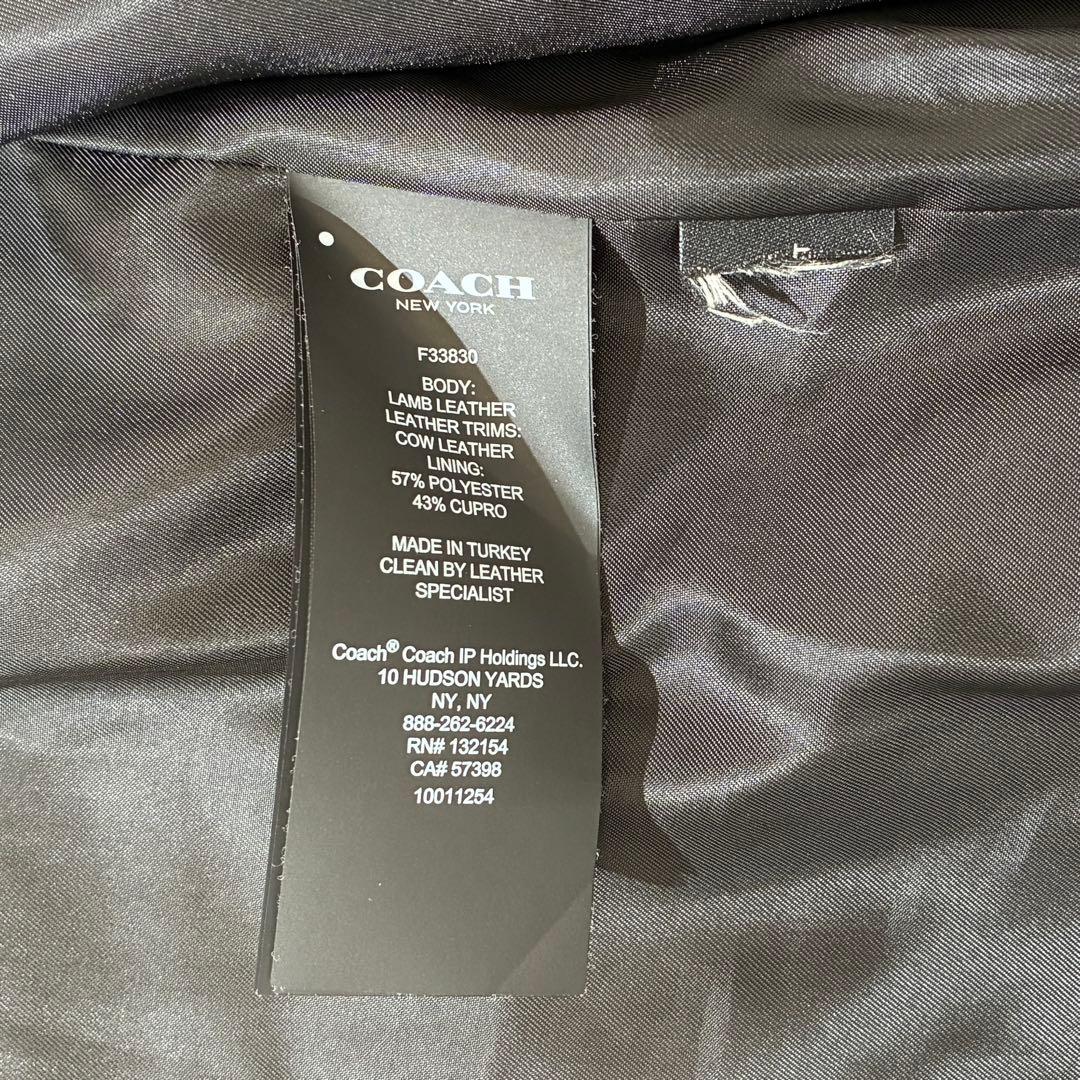 COACH
NEW YORK
F33830
BODY:
LAMB LEATHER
LEATHER TRIMS:
COW LEATHER
LINING:
57% POLYESTER
43% CUPRO
MADE IN TURKEY
CLEAN BY LEATHER
SPECIALIST
Coach® Coach IP Holdings LLC.
10 HUDSON YARDS
NY, NY
888-262-6224
RN# 132154
CA# 57398
10011254